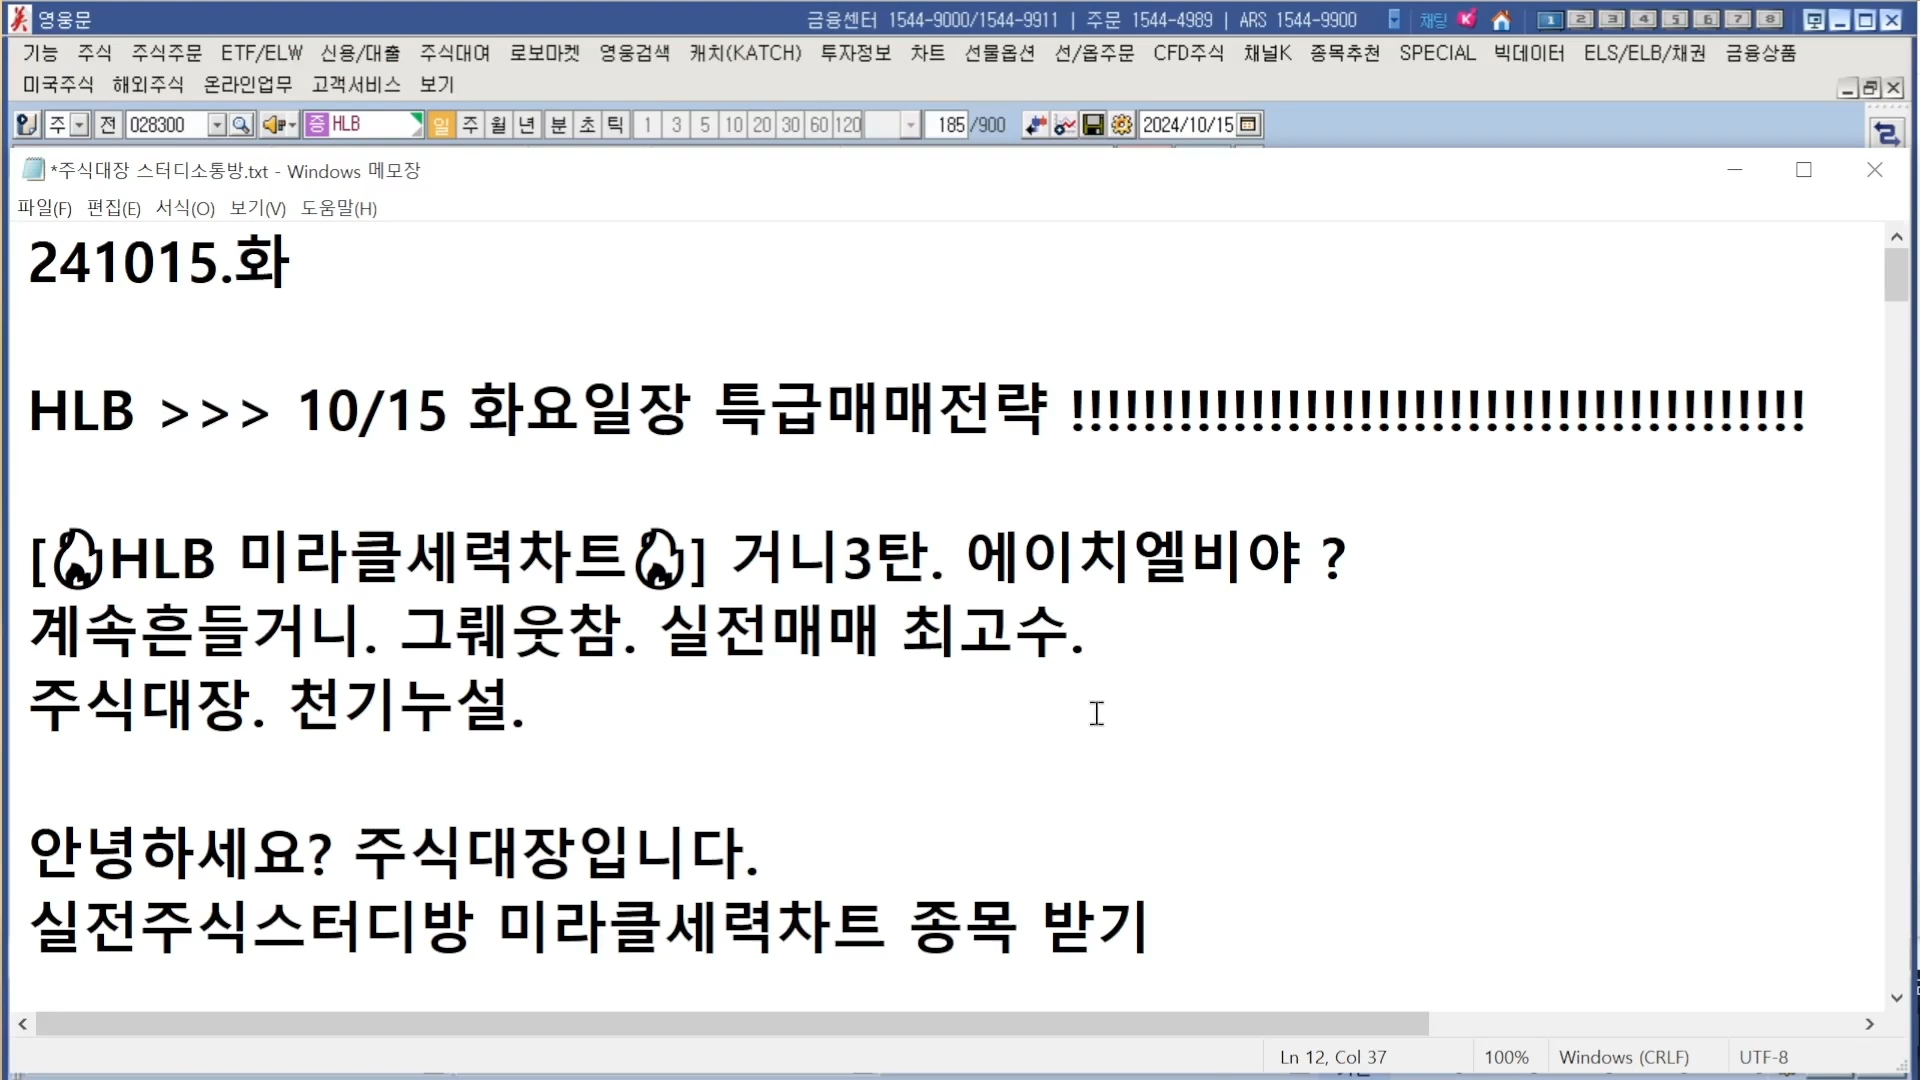 영웅문
금융센터 1544-9000/1544-9911 | 주문 1544-4989 | ARS 1544-9900 채팅 K 1 2 3 4 5 6 7 8
기능 주식 주식주문 ETF/ELW 신용/대출 주식대여 로보마켓 영웅검색 캐치(KATCH) 투자정보 차트 선물옵션 선/옵주문 CFD주식 채널K 종목추천 SPECIAL 빅데이터 ELS/ELB/채권 금융상품
미국주식 해외주식 온라인업무 고객서비스 보기
주 전 028300 증 HLB 일 주 월 년 분 초 틱 1 3 5 10 20 30 60 120 185 /900 2024/10/15
*주식대장 스터디소통방.txt - Windows 메모장
파일(F) 편집(E) 서식(O) 보기(V) 도움말(H)
241015.화
HLB >>> 10/15 화요일장 특급매매전략 !!!!!!!!!!!!!!!!!!!!!!!!!!!!!!!!!!!!!!!!!
[🔥HLB 미라클세력차트🔥] 거니3탄. 에이치엘비야 ?
계속흔들거니. 그뤠웃참. 실전매매 최고수.
주식대장. 천기누설.
안녕하세요? 주식대장입니다.
실전주식스터디방 미라클세력차트 종목 받기
Ln 12, Col 37 100% Windows (CRLF) UTF-8